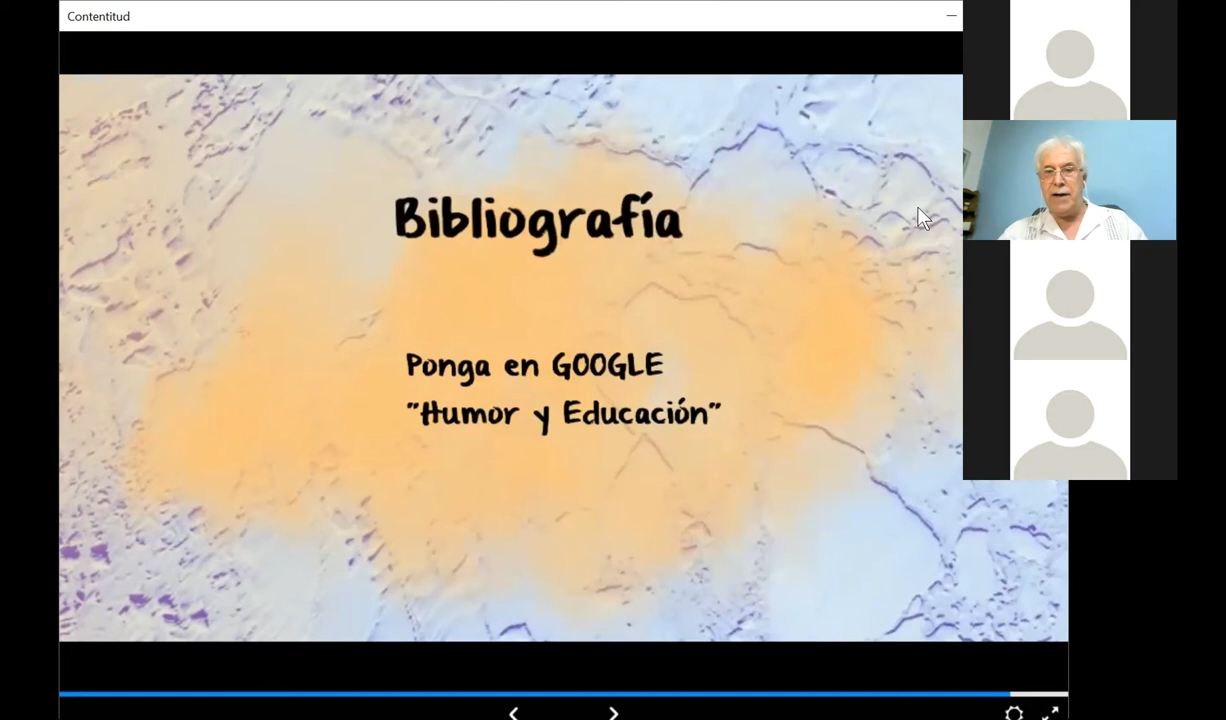 Contentitud
Bibliografía
Ponga en GOOGLE
"Humor y Educación"